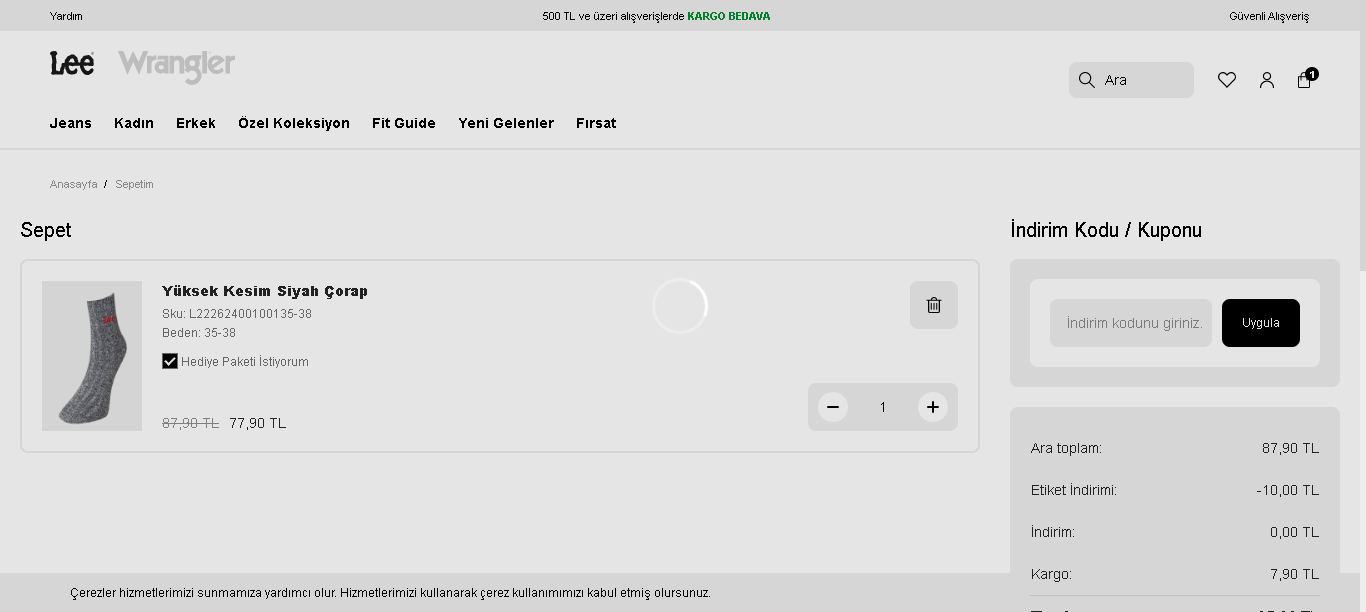 Yardım
500 TL ve üzeri alışverişlerde KARGO BEDAVA
Güvenli Alışveriş
Lee
Wrangler
Ara
1
Jeans Kadın Erkek Özel Koleksiyon Fit Guide Yeni Gelenler Fırsat
Anasayfa / Sepetim
Sepet
Yüksek Kesim Siyah Çorap
Sku: L22262400100135-38
Beden: 35-38
Hediye Paketi İstiyorum
87,90 TL 77,90 TL
1
İndirim Kodu / Kuponu
İndirim kodunu giriniz.
Uygula
Ara toplam: 87,90 TL
Etiket İndirimi: -10,00 TL
İndirim: 0,00 TL
Kargo: 7,90 TL
Çerezler hizmetlerimizi sunmamıza yardımcı olur. Hizmetlerimizi kullanarak çerez kullanımımızı kabul etmiş olursunuz.